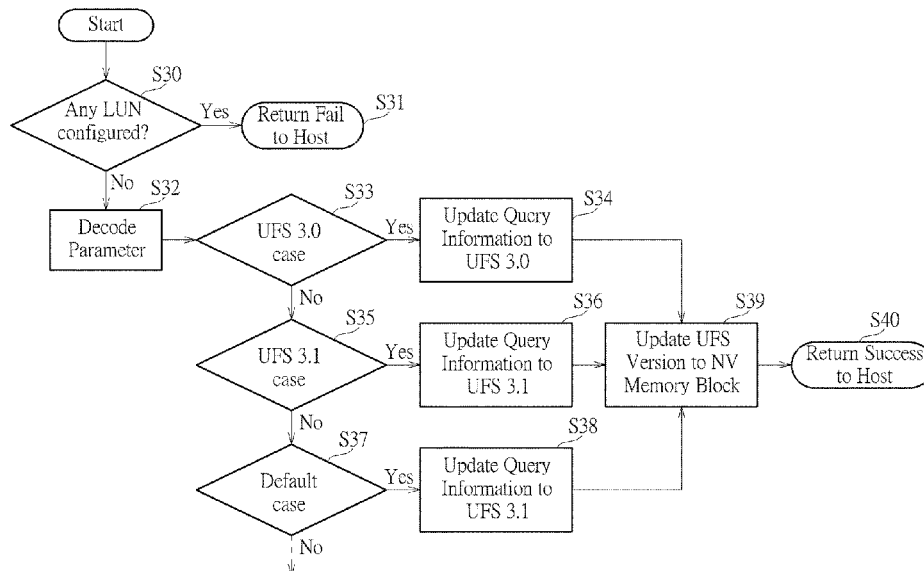 Start
S30
Any LUN
configured?
Yes
Return Fail
to Host
S31
No
S32
Decode
Parameter
S33
UFS 3.0
case
Yes
S34
Update Query
Information to
UFS 3.0
No
S35
UFS 3.1
case
Yes
S36
Update Query
Information to
UFS 3.1
S39
Update UFS
Version to NV
Memory Block
S40
Return Success
to Host
No
S37
Default
case
Yes
S38
Update Query
Information to
UFS 3.1
No